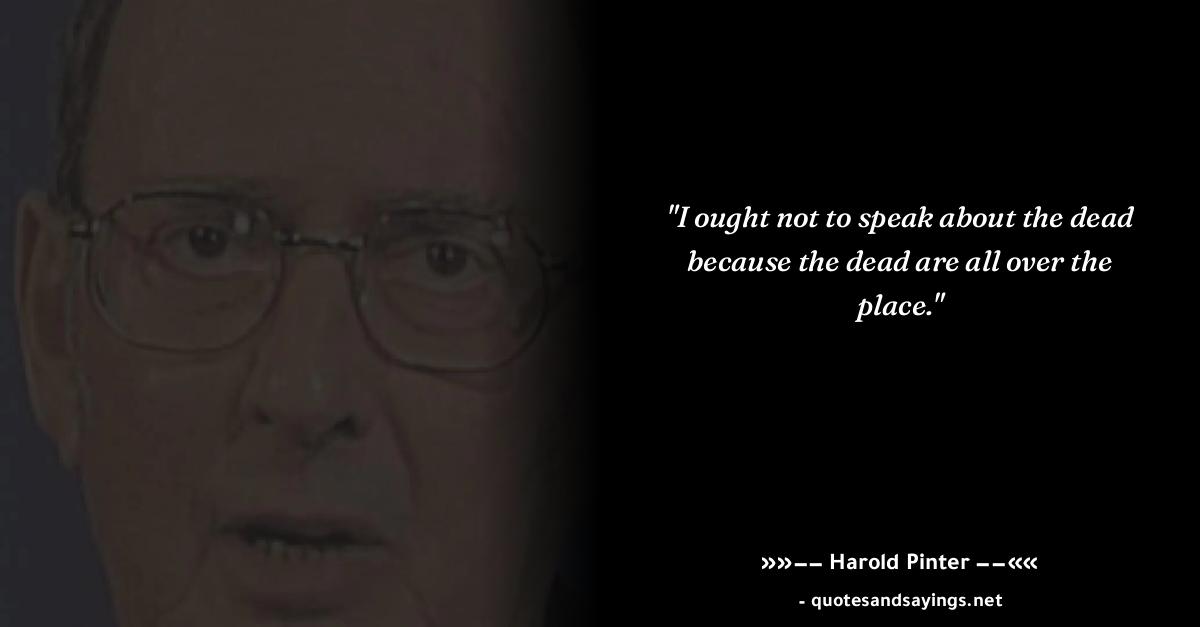 "I ought not to speak about the dead
because the dead are all over the
place."
»»–– Harold Pinter ––««
- quotesandsayings.net